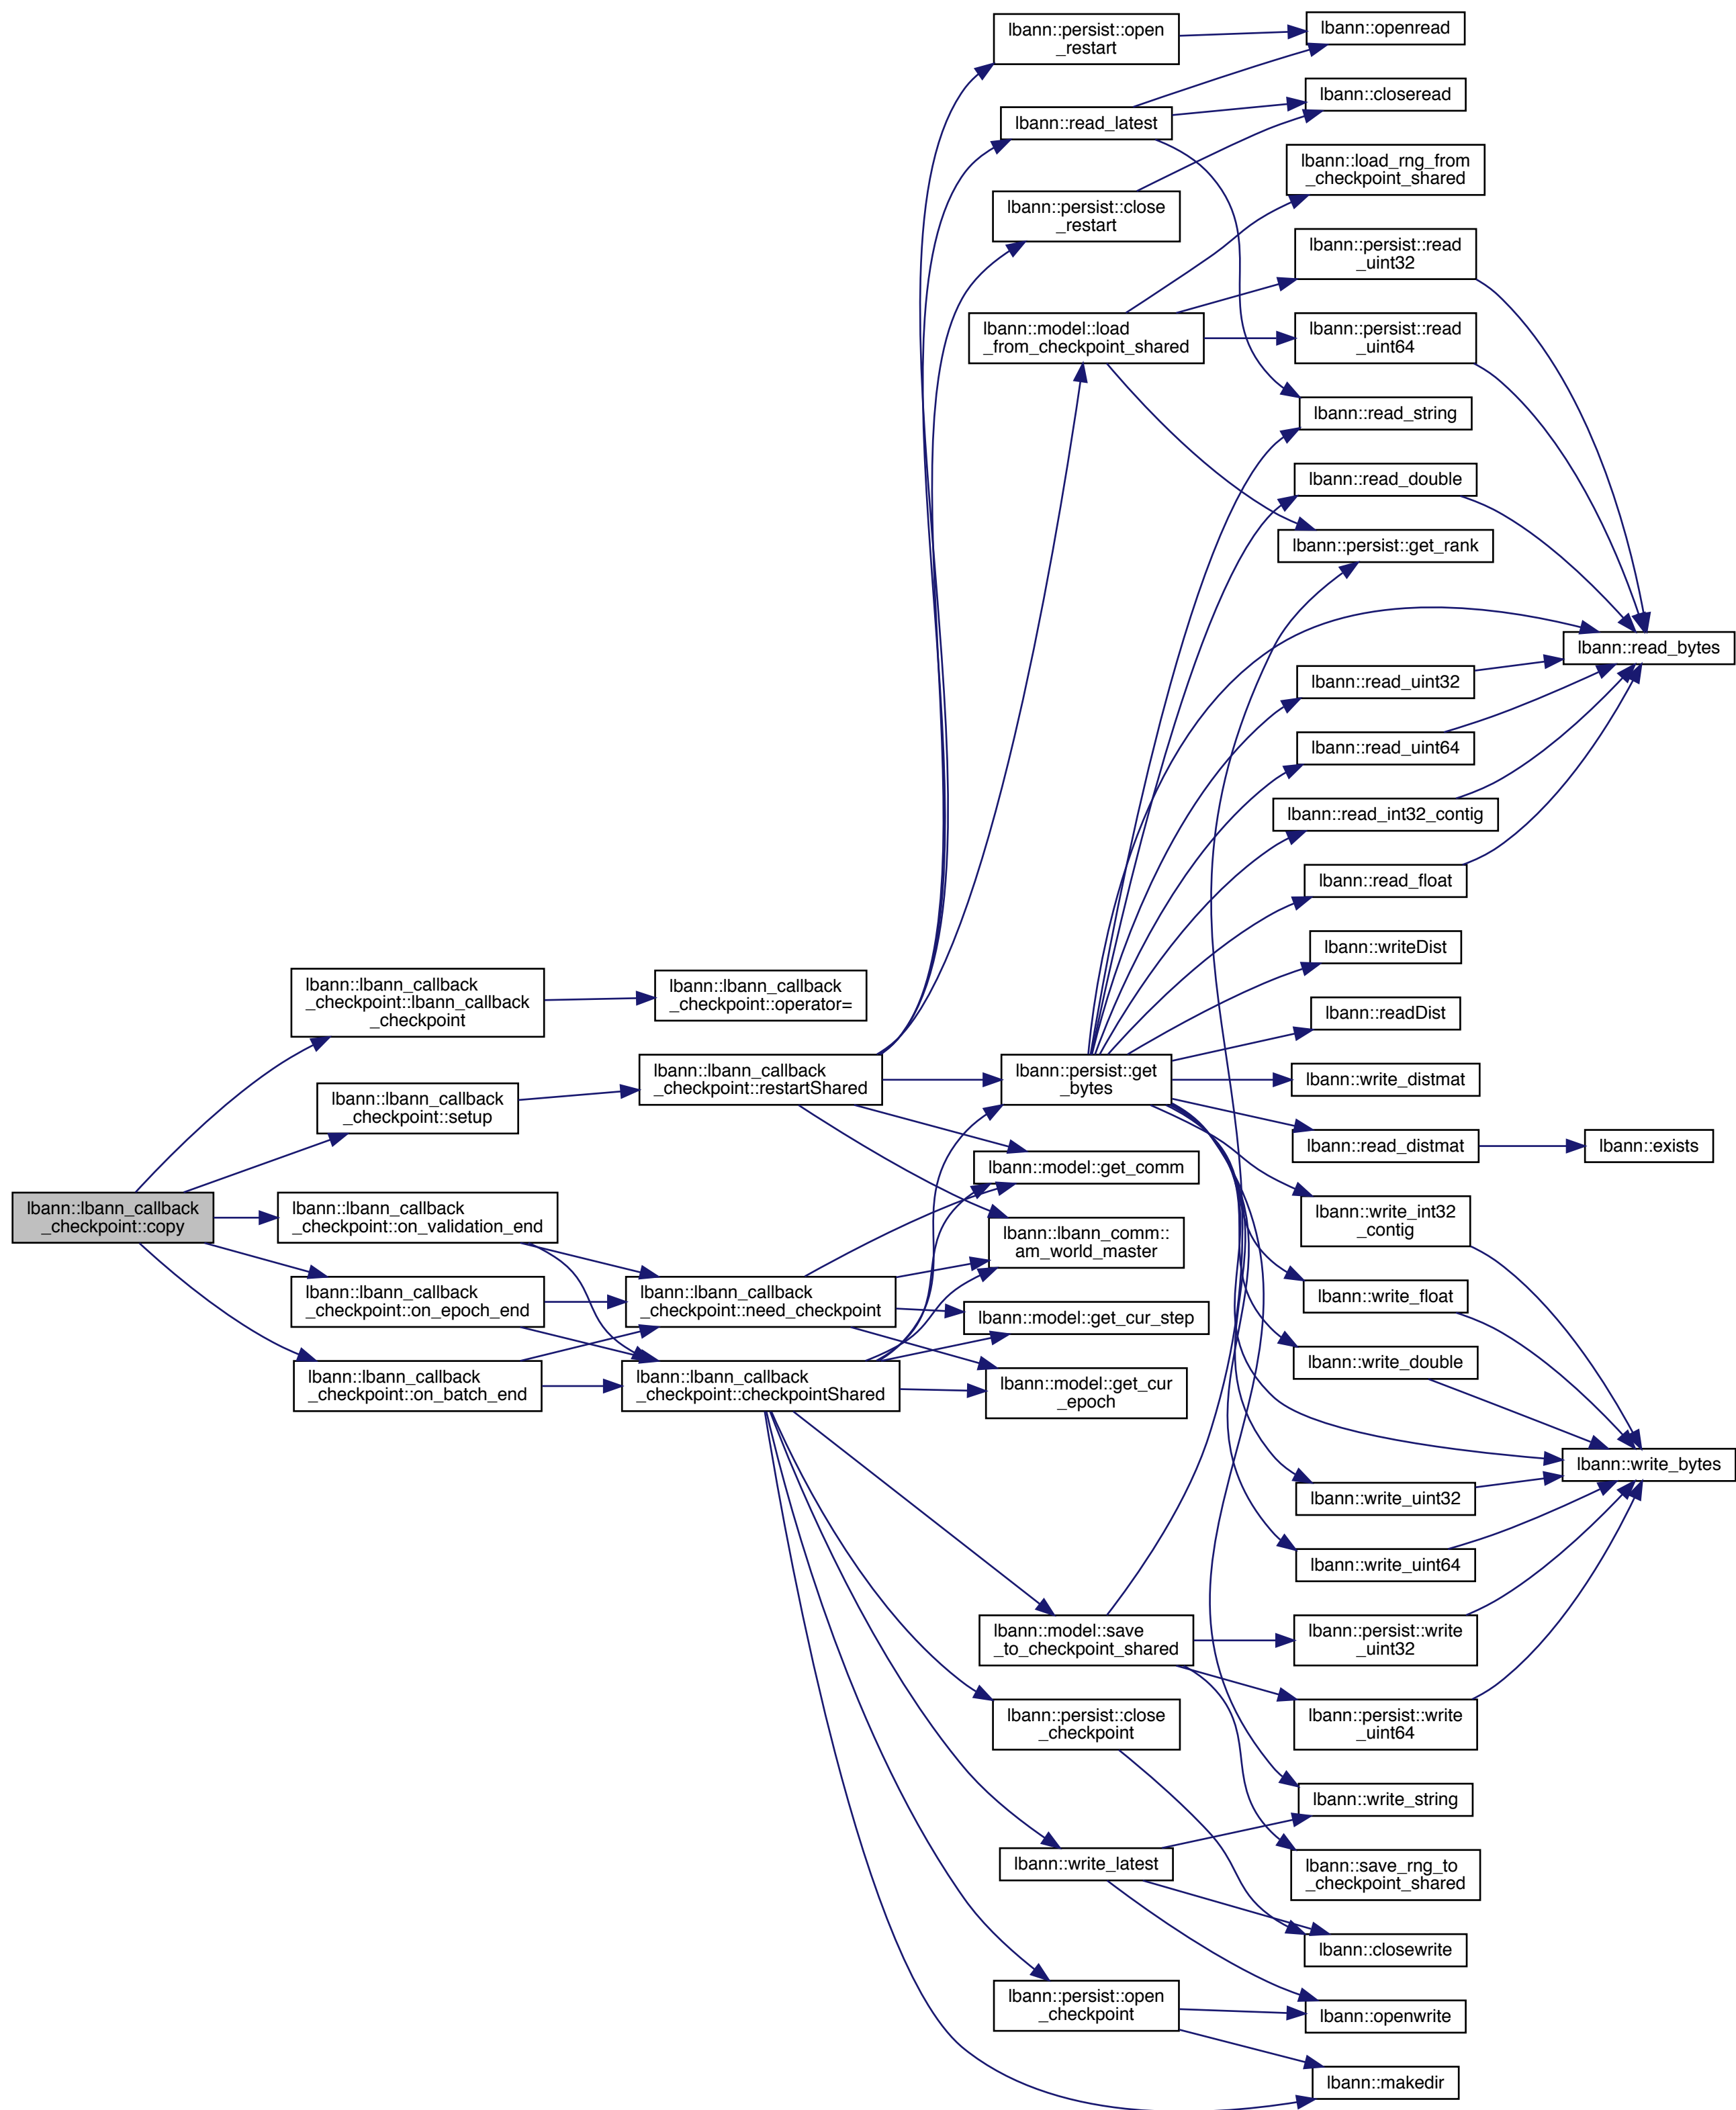 lbann::lbann_callback
_checkpoint::copy
lbann::lbann_callback
_checkpoint::lbann_callback
_checkpoint
lbann::lbann_callback
_checkpoint::setup
lbann::lbann_callback
_checkpoint::on_validation_end
lbann::lbann_callback
_checkpoint::on_epoch_end
lbann::lbann_callback
_checkpoint::on_batch_end
lbann::lbann_callback
_checkpoint::operator=
lbann::lbann_callback
_checkpoint::restartShared
lbann::lbann_callback
_checkpoint::need_checkpoint
lbann::lbann_callback
_checkpoint::checkpointShared
lbann::persist::open
_restart
lbann::read_latest
lbann::persist::close
_restart
lbann::model::load
_from_checkpoint_shared
lbann::persist::get
_bytes
lbann::model::get_comm
lbann::lbann_comm::
am_world_master
lbann::model::get_cur_step
lbann::model::get_cur
_epoch
lbann::model::save
_to_checkpoint_shared
lbann::persist::close
_checkpoint
lbann::write_latest
lbann::persist::open
_checkpoint
lbann::openread
lbann::closeread
lbann::load_rng_from
_checkpoint_shared
lbann::persist::read
_uint32
lbann::persist::read
_uint64
lbann::read_string
lbann::read_double
lbann::persist::get_rank
lbann::read_uint32
lbann::read_uint64
lbann::read_int32_contig
lbann::read_float
lbann::writeDist
lbann::readDist
lbann::write_distmat
lbann::read_distmat
lbann::write_int32
_contig
lbann::write_float
lbann::write_double
lbann::write_uint32
lbann::write_uint64
lbann::persist::write
_uint32
lbann::persist::write
_uint64
lbann::write_string
lbann::save_rng_to
_checkpoint_shared
lbann::closewrite
lbann::openwrite
lbann::makedir
lbann::read_bytes
lbann::exists
lbann::write_bytes